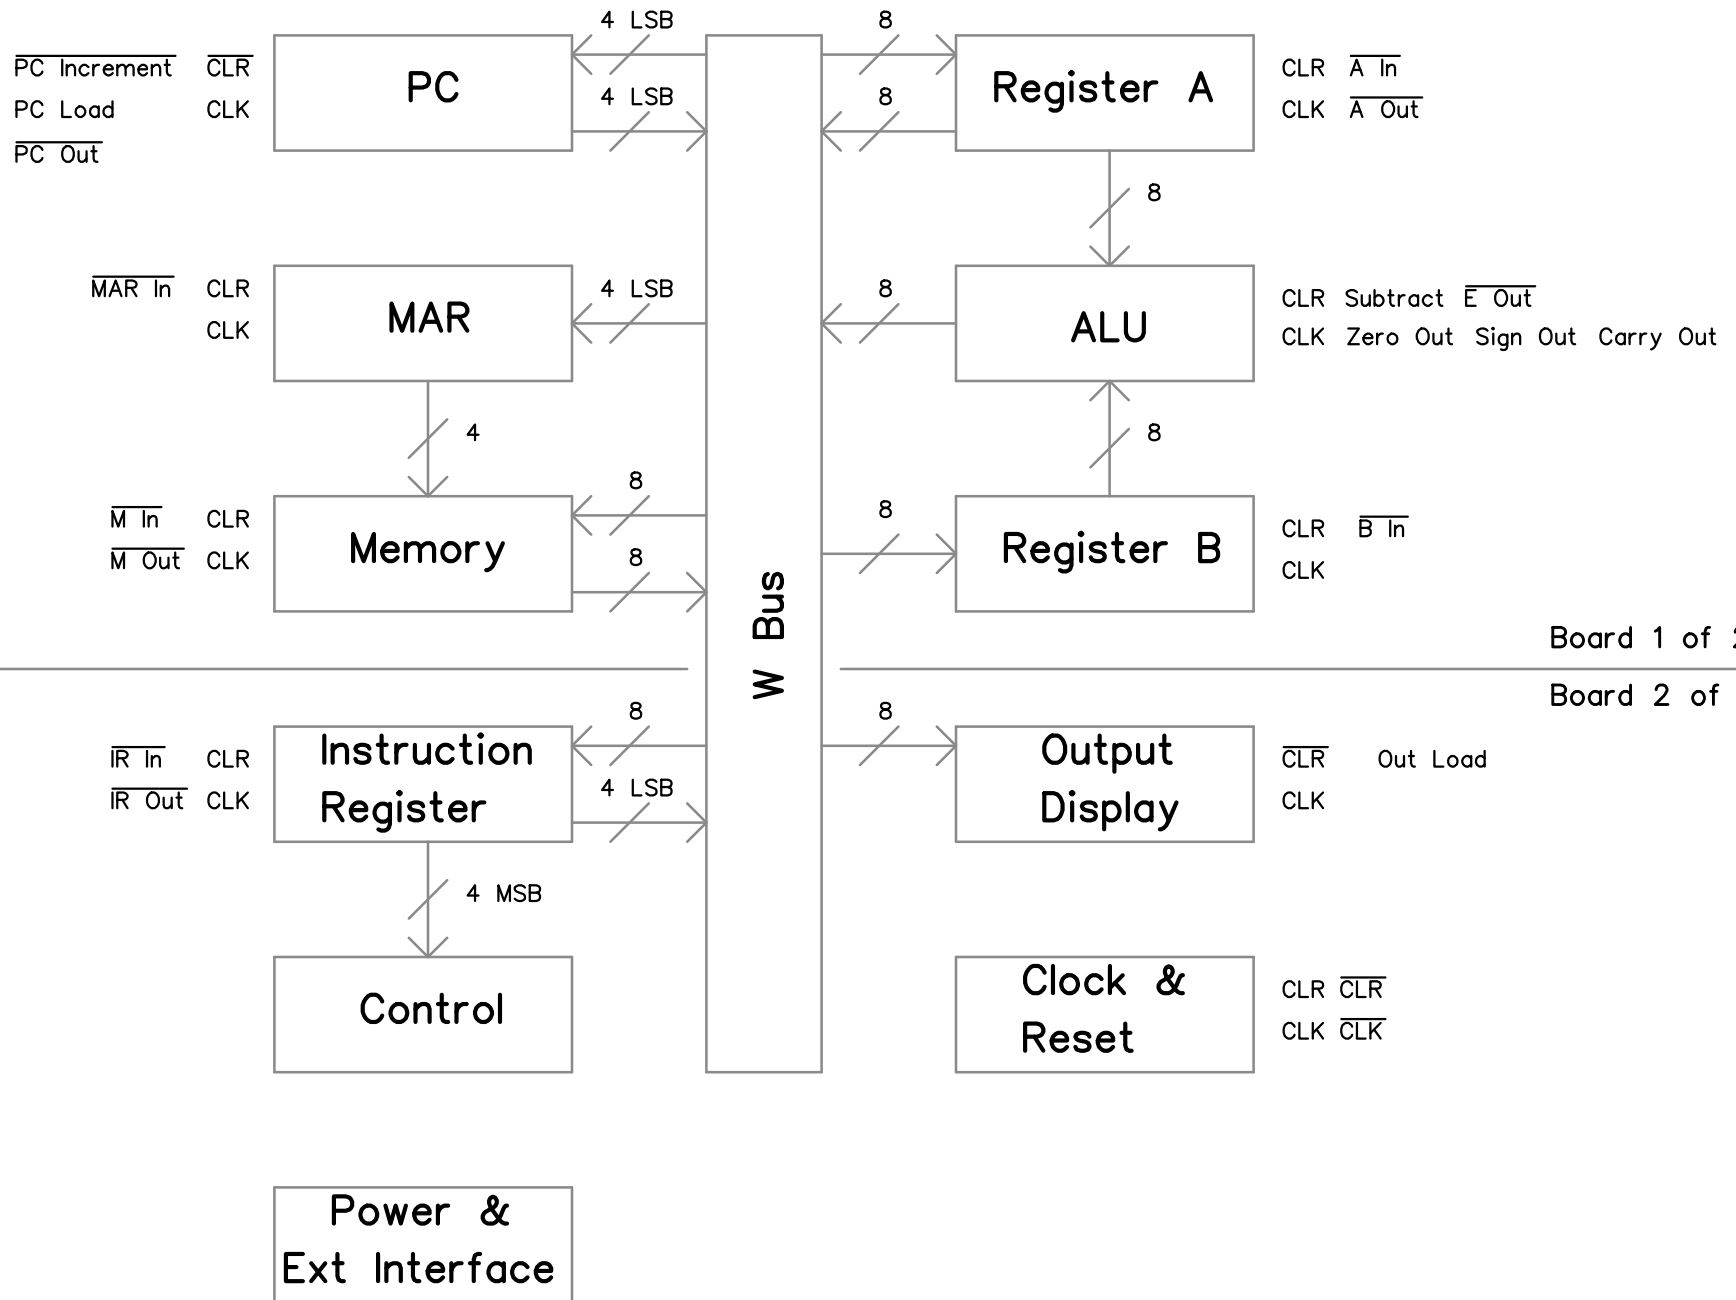 4 LSB
8
PC Increment CLR
PC
Register A
CLR A In
PC Load CLK
4 LSB
8
CLK A Out
PC Out
8
MAR In CLR
MAR
4 LSB
8
ALU
CLR Subtract E Out
CLK
CLK Zero Out Sign Out Carry Out
4
8
M In CLR
Memory
8
8
Register B
CLR B In
M Out CLK
8
CLK
W Bus
Board 1 of
Board 2 of
IR In CLR
Instruction
Register
8
8
Output
Display
CLR Out Load
IR Out CLK
4 LSB
CLK
4 MSB
Control
Clock &
Reset
CLR CLR
CLK CLK
Power &
Ext Interface